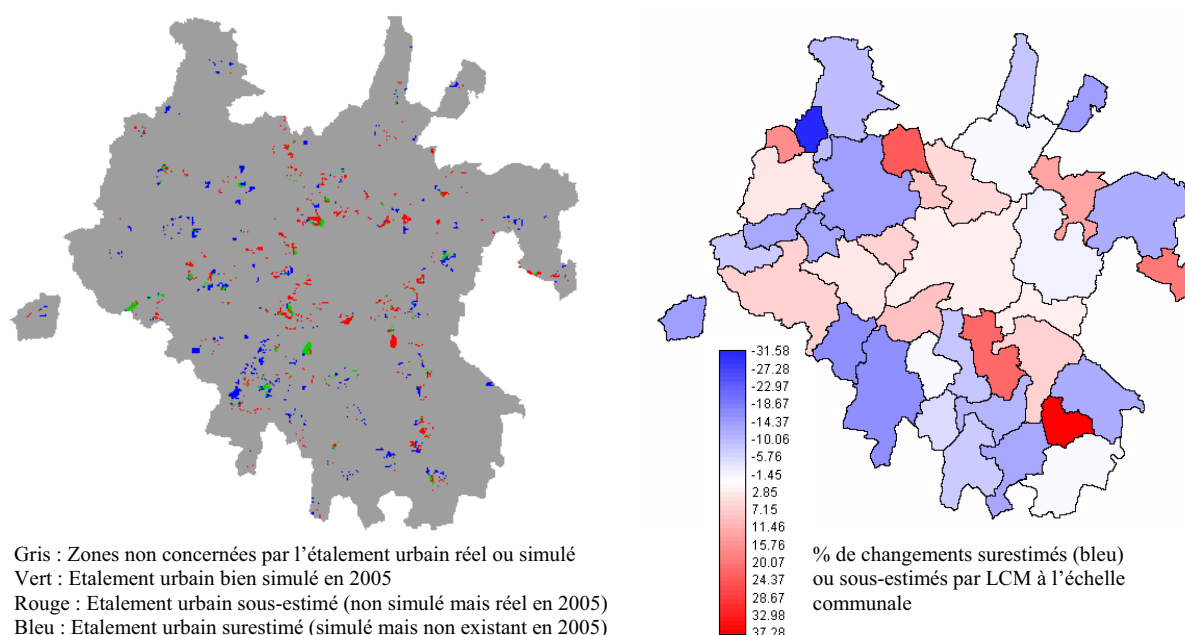 Gris : Zones non concernées par l'étalement urbain réel ou simulé
Vert : Etalement urbain bien simulé en 2005
Rouge : Etalement urbain sous-estimé (non simulé mais réel en 2005)
Bleu : Etalement urbain surestimé (simulé mais non existant en 2005)
-31.58
-27.28
-22.97
-18.67
-14.37
-10.06
-5.76
-1.45
2.85
7.15
11.46
15.76
20.07
24.37
28.67
32.98
37.28
% de changements surestimés (bleu)
ou sous-estimés par LCM à l'échelle
communale